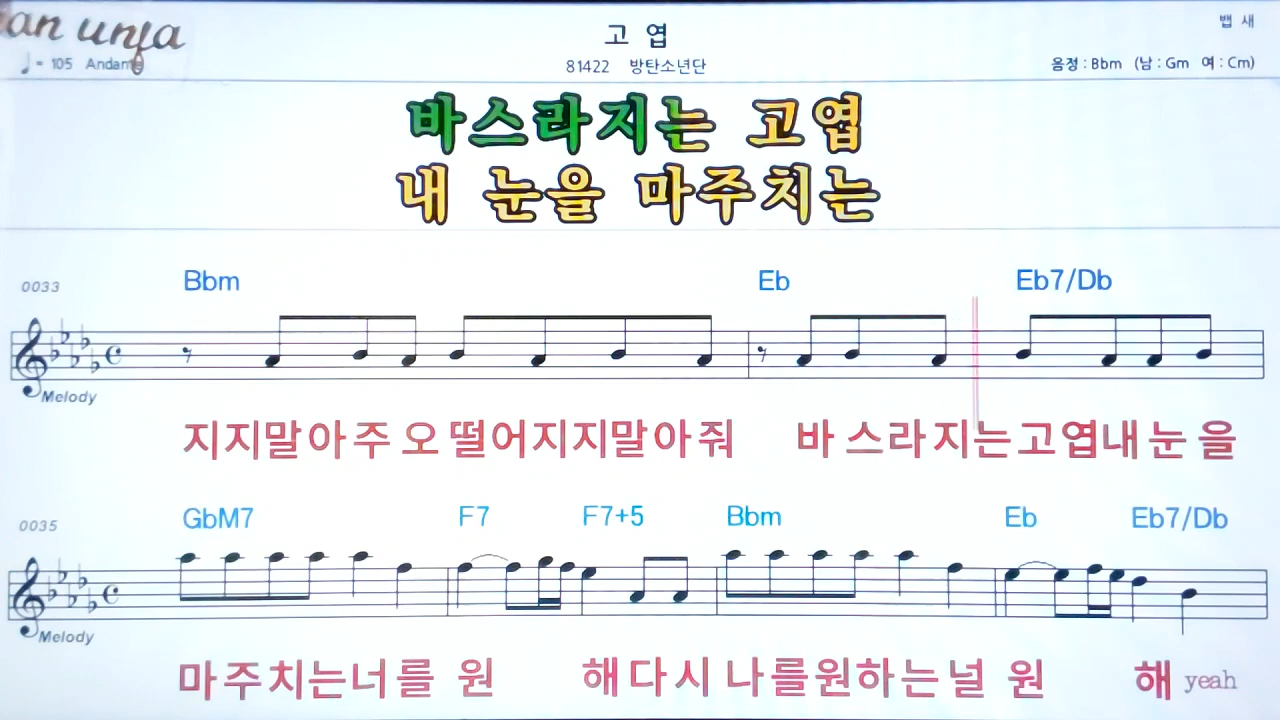 고 엽
뱁 새
♩= 105 Andante
81422 방탄소년단
음정 : Bbm (남 : Gm 여 : Cm)
바스라지는 고엽
내 눈을 마주치는
0033 Bbm Eb Eb7/Db
Melody
지지말아주오떨어지지말아줘 바스라지는고엽내눈을
0035 GbM7 F7 F7+5 Bbm Eb Eb7/Db
Melody
마주치는너를 원 해다시나를원하는널 원 해 yeah